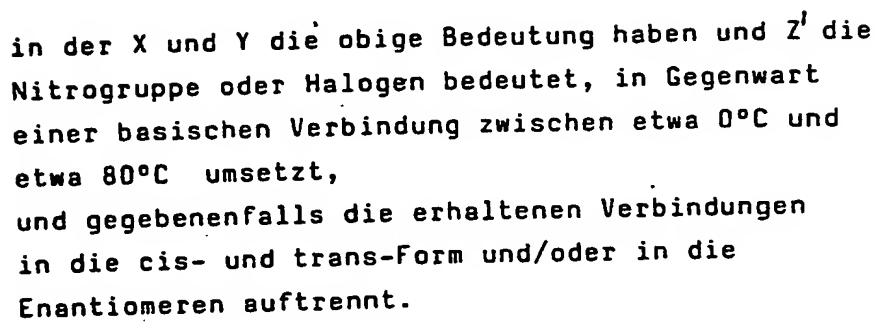 in der X und Y die obige Bedeutung haben und Z' die
Nitrogruppe oder Halogen bedeutet, in Gegenwart
einer basischen Verbindung zwischen etwa 0°C und
etwa 80°C umsetzt,
und gegebenenfalls die erhaltenen Verbindungen
in die cis- und trans-Form und/oder in die
Enantiomeren auftrennt.